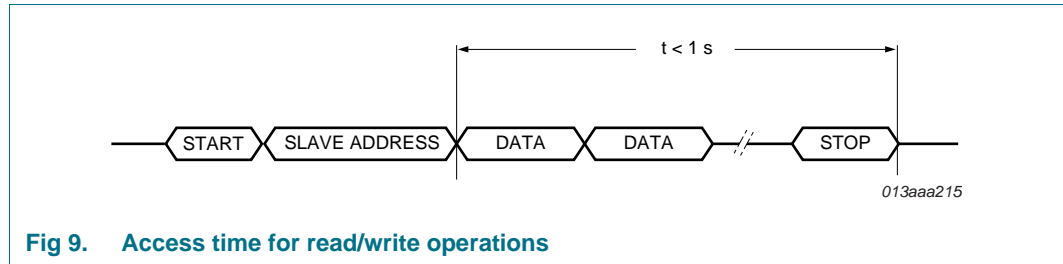 t < 1 s
START SLAVE ADDRESS DATA DATA STOP
013aaa215
Fig 9. Access time for read/write operations